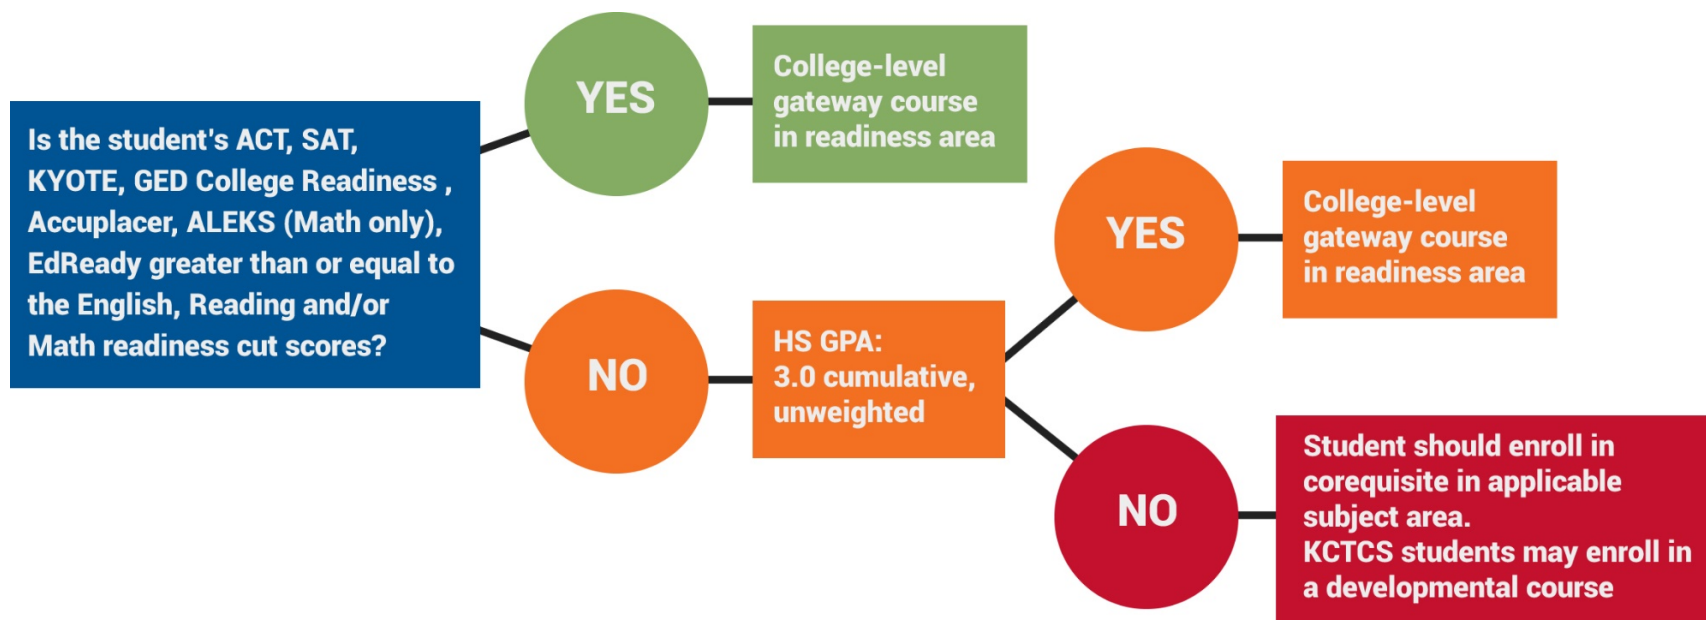 Is the student's ACT, SAT,
KYOTE, GED College Readiness ,
Accuplacer, ALEKS (Math only),
EdReady greater than or equal to
the English, Reading and/or
Math readiness cut scores?
YES
College-level
gateway course
in readiness area
NO
HS GPA:
3.0 cumulative,
unweighted
YES
College-level
gateway course
in readiness area
NO
Student should enroll in
corequisite in applicable
subject area.
KCTCS students may enroll in
a developmental course